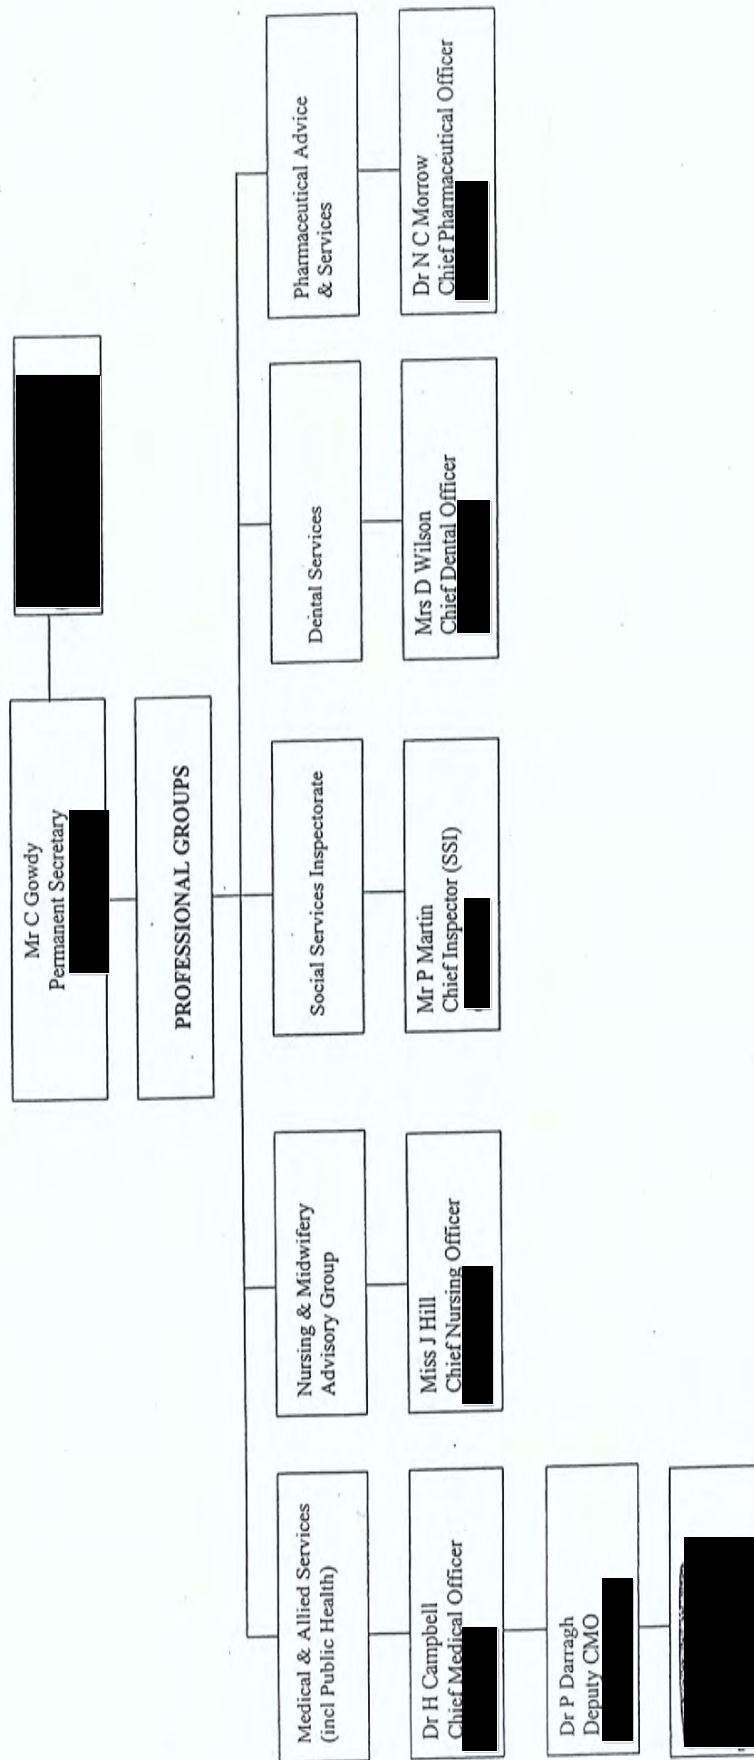 Mr C Gowdy
Permanent Secretary
PROFESSIONAL GROUPS
Medical & Allied Services
(incl Public Health)
Nursing & Midwifery
Advisory Group
Social Services Inspectorate
Dental Services
Pharmaceutical Advice
& Services
Dr H Campbell
Chief Medical Officer
Miss J Hill
Chief Nursing Officer
Mr P Martin
Chief Inspector (SSI)
Mrs D Wilson
Chief Dental Officer
Dr N C Morrow
Chief Pharmaceutical Officer
Dr P Darragh
Deputy CMO